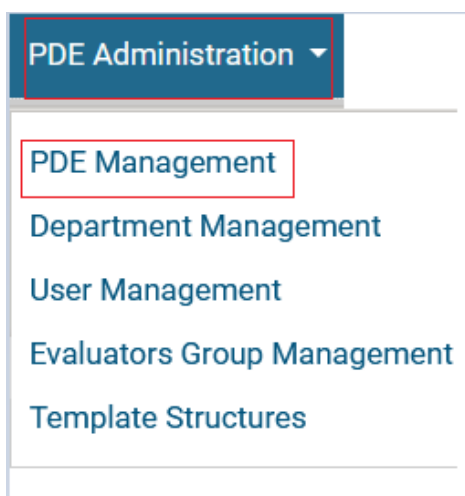 PDE Administration
PDE Management
Department Management
User Management
Evaluators Group Management
Template Structures